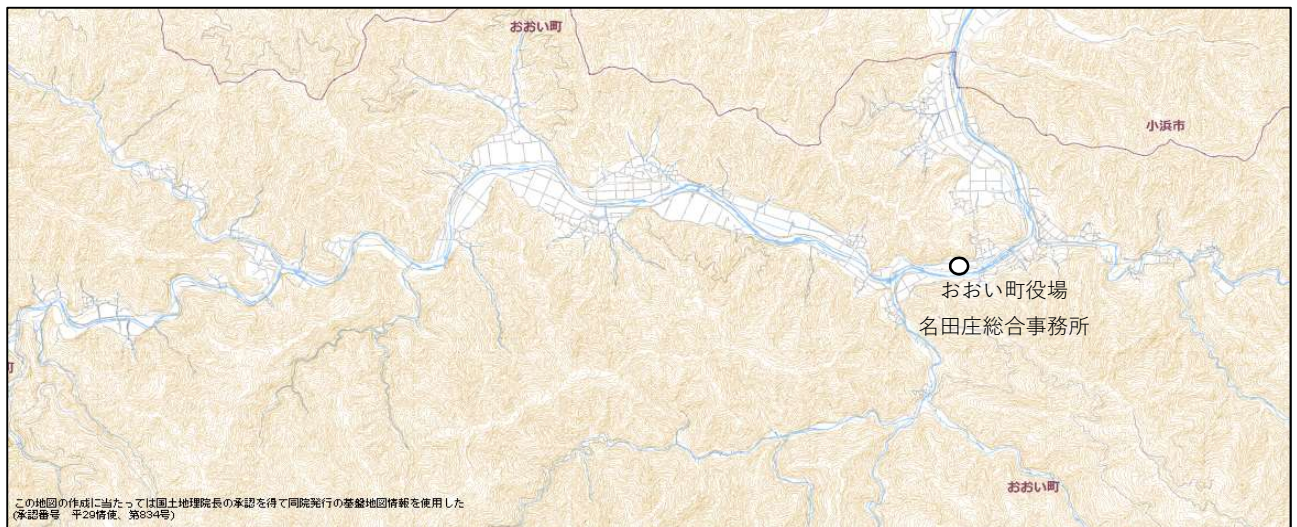 おおい町
小浜市
おおい町役場
名田庄総合事務所
町
おおい町
この地図の作成に当たっては国土地理院長の承認を得て同院発行の基盤地図情報を使用した
(承認番号 平29情使、第834号)